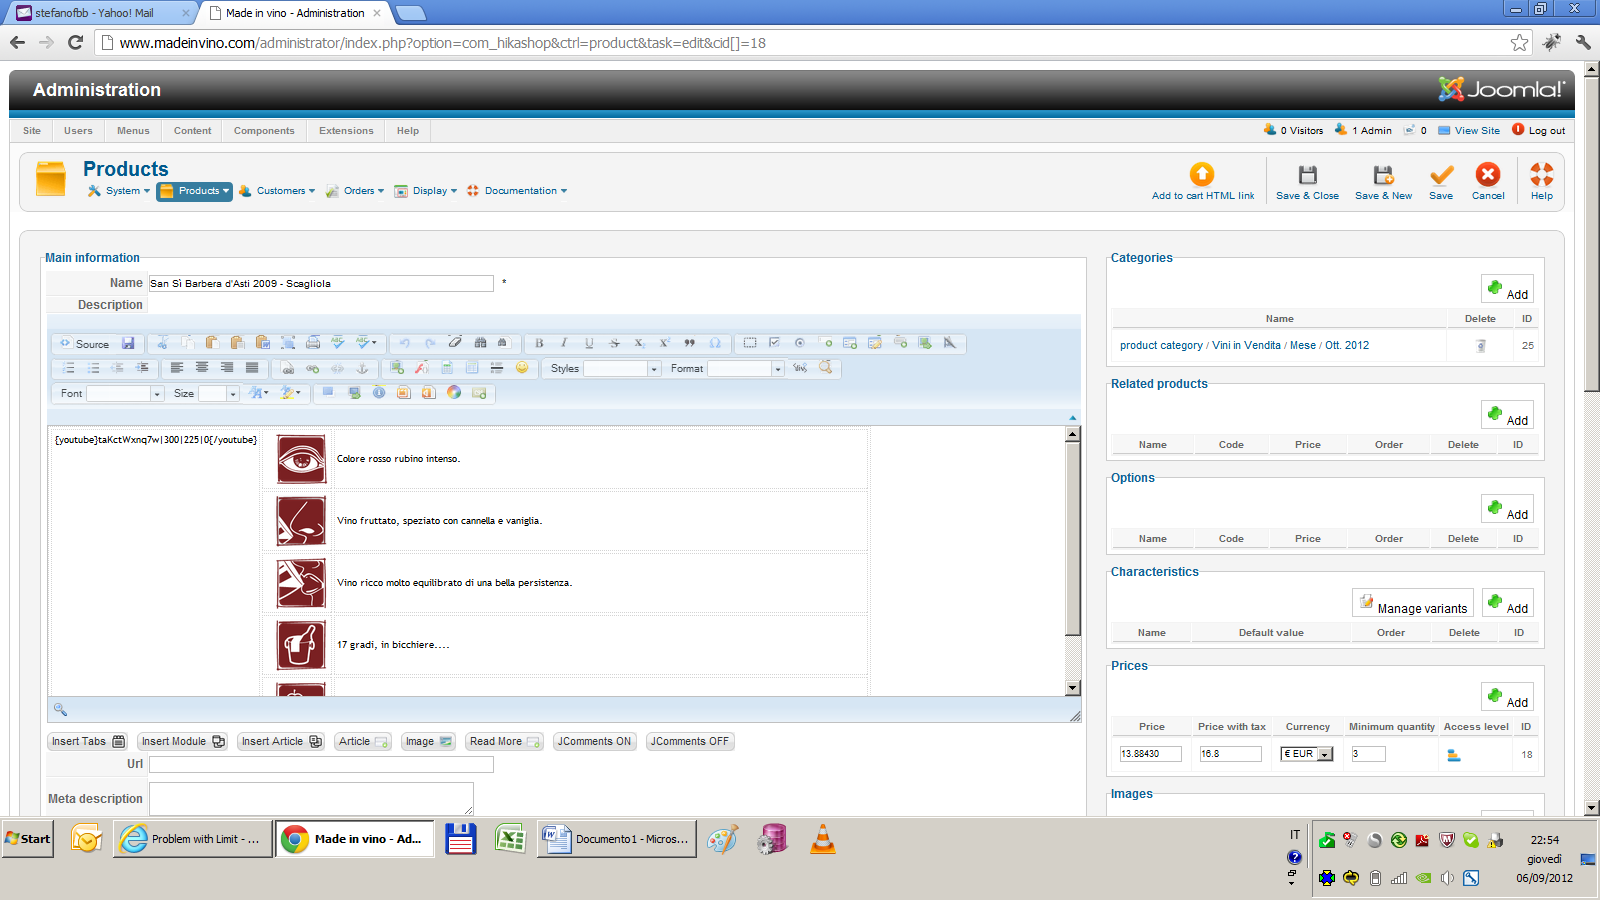 stefanofbb - Yahoo! Mail
Made in vino - Administration
www.madeinvino.com/administrator/index.php?option=com_hikashop&ctrl=product&task=edit&cid[]=18
Administration
Joomla!
Site Users Menus Content Components Extensions Help
0 Visitors 1 Admin 0 View Site Log out
Products
System Products Customers Orders Display Documentation
Add to cart HTML link Save & Close Save & New Save Cancel Help
Main information
Name San Sì Barbera d'Asti 2009 - Scagliola *
Description
Source
Styles Format
Font Size
{youtube}taKctWxnq7w|300|225|0{/youtube}
Colore rosso rubino intenso.
Vino fruttato, speziato con cannella e vaniglia.
Vino ricco molto equilibrato di una bella persistenza.
17 gradi, in bicchiere....
Insert Tabs Insert Module Insert Article Article Image Read More JComments ON JComments OFF
Url
Meta description
Categories
Add
Name Delete ID
product category / Vini in Vendita / Mese / Ott. 2012 25
Related products
Add
Name Code Price Order Delete ID
Options
Add
Name Code Price Order Delete ID
Characteristics
Manage variants Add
Name Default value Order Delete ID
Prices
Add
Price Price with tax Currency Minimum quantity Access level ID
13.88430 16.8 € EUR 3 18
Images
Start
Problem with Limit - ...
Made in vino - Ad...
Documento1 - Micros...
IT
22:54
giovedì
06/09/2012